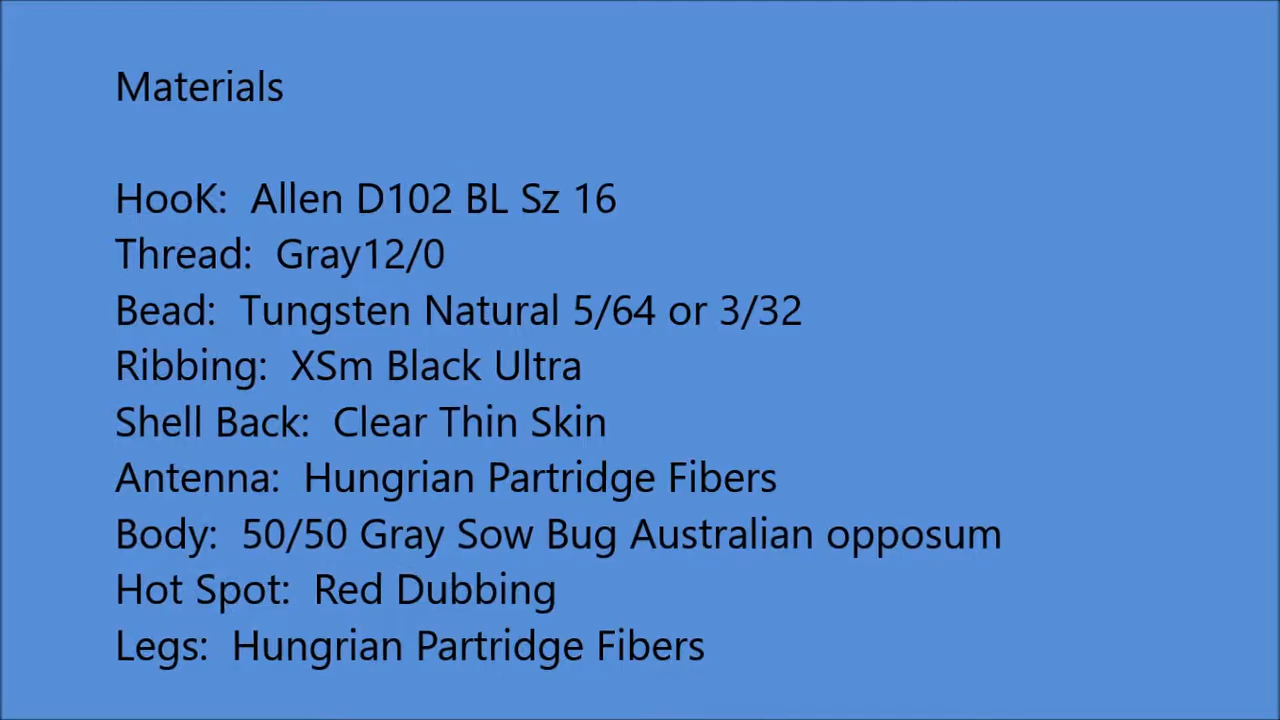 Materials
HooK:  Allen D102 BL Sz 16
Thread:  Gray12/0
Bead:  Tungsten Natural 5/64 or 3/32
Ribbing:  XSm Black Ultra
Shell Back:  Clear Thin Skin
Antenna:  Hungrian Partridge Fibers
Body:  50/50 Gray Sow Bug Australian opposum
Hot Spot:  Red Dubbing
Legs:  Hungrian Partridge Fibers